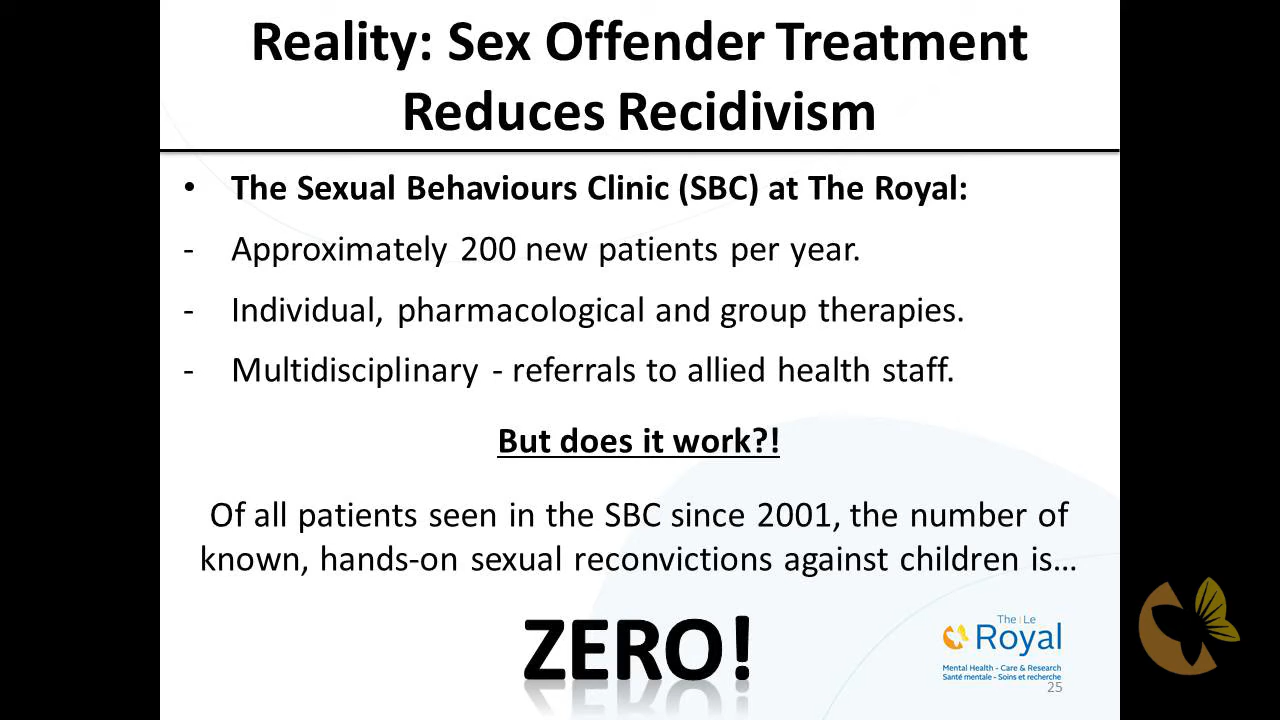 Reality: Sex Offender Treatment
Reduces Recidivism
• The Sexual Behaviours Clinic (SBC) at The Royal:
- Approximately 200 new patients per year.
- Individual, pharmacological and group therapies.
- Multidisciplinary - referrals to allied health staff.
But does it work?!
Of all patients seen in the SBC since 2001, the number of
known, hands-on sexual reconvictions against children is…
ZERO!
The | Le
Royal
Mental Health - Care & Research
Santé mentale - Soins et recherche
25